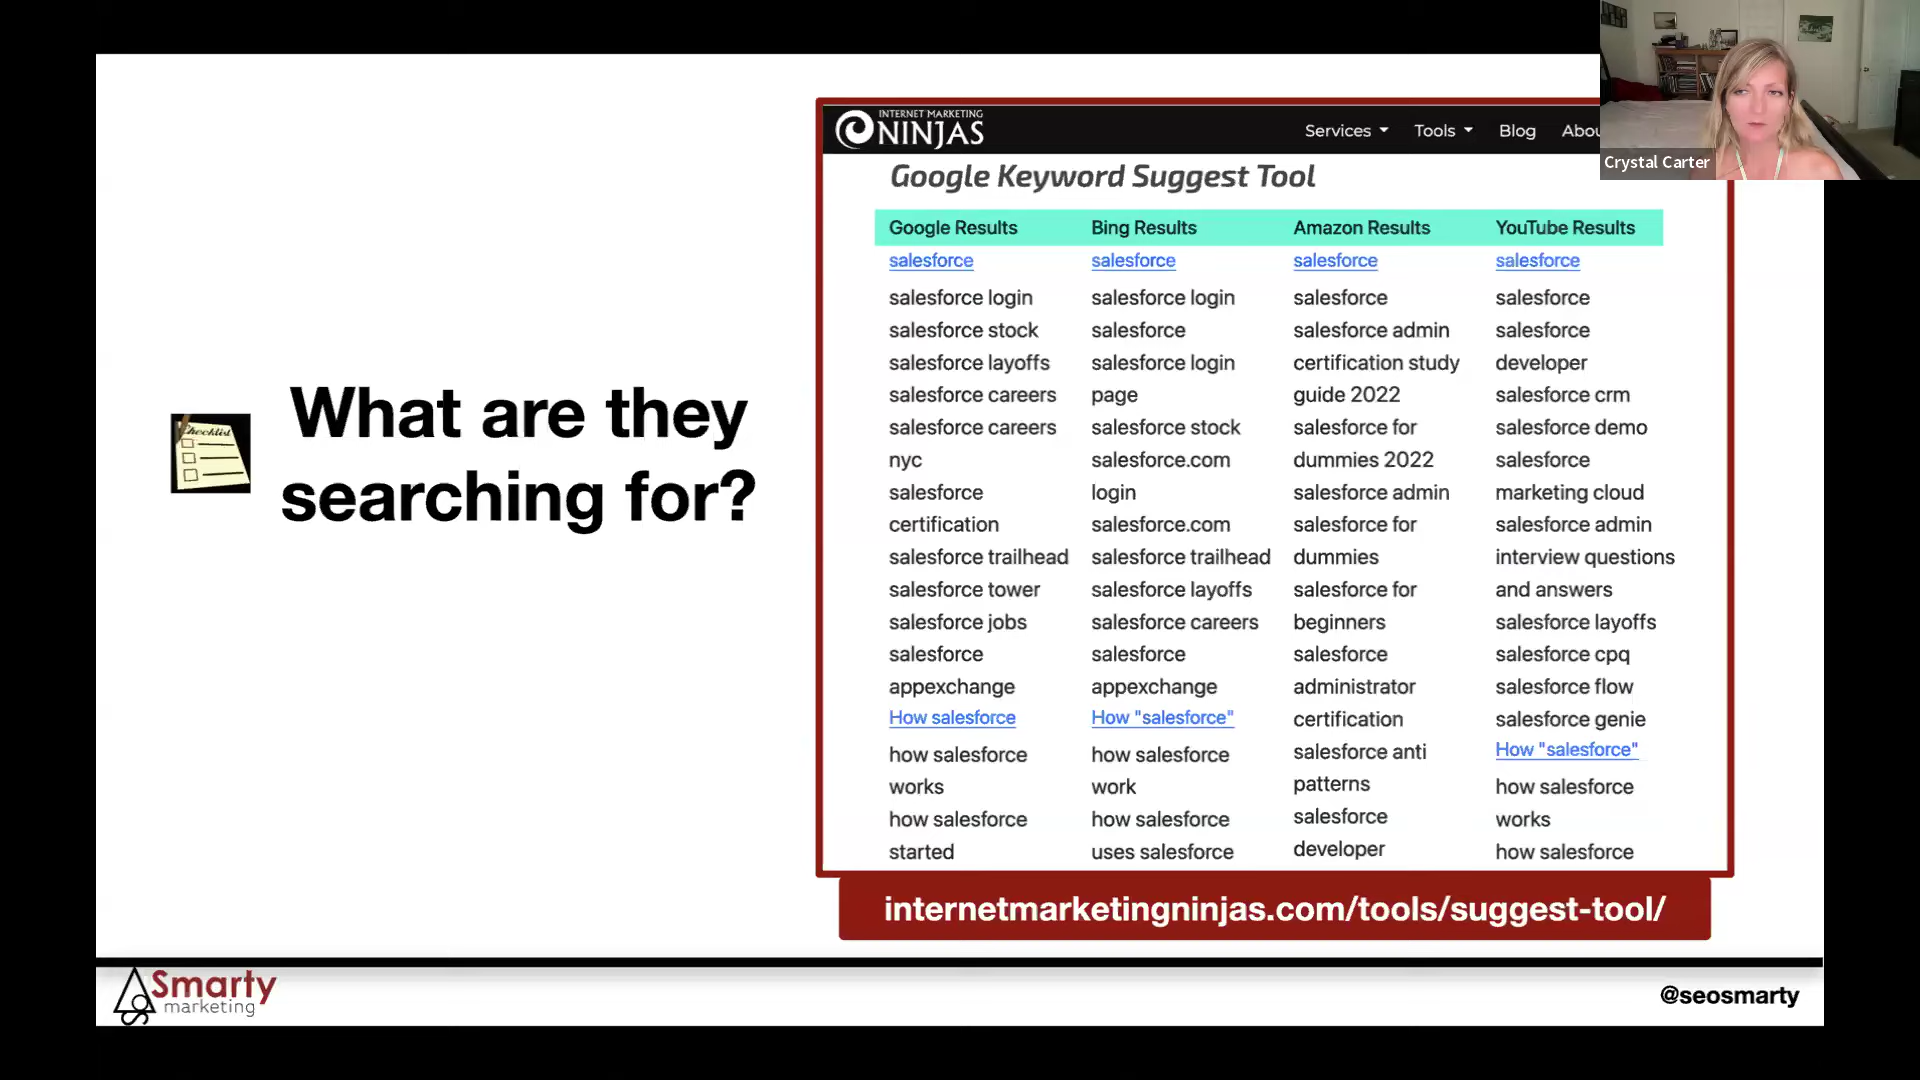 What are they
searching for?
Checklist
INTERNET MARKETING
NINJAS
Services
Tools
Blog
Abou
Crystal Carter
Google Keyword Suggest Tool
Google Results
salesforce
salesforce login
salesforce stock
salesforce layoffs
salesforce careers
salesforce careers
nyc
salesforce
certification
salesforce trailhead
salesforce tower
salesforce jobs
salesforce
appexchange
How salesforce
how salesforce
works
how salesforce
started
Bing Results
salesforce
salesforce login
salesforce
salesforce login
page
salesforce stock
salesforce.com
login
salesforce.com
salesforce trailhead
salesforce layoffs
salesforce careers
salesforce
appexchange
How "salesforce"
how salesforce
work
how salesforce
uses salesforce
Amazon Results
salesforce
salesforce
salesforce admin
certification study
guide 2022
salesforce for
dummies 2022
salesforce admin
salesforce for
dummies
salesforce for
beginners
salesforce
administrator
certification
salesforce anti
patterns
salesforce
developer
YouTube Results
salesforce
salesforce
salesforce
developer
salesforce crm
salesforce demo
salesforce
marketing cloud
salesforce admin
interview questions
and answers
salesforce layoffs
salesforce cpq
salesforce flow
salesforce genie
How "salesforce"
how salesforce
works
how salesforce
internetmarketingninjas.com/tools/suggest-tool/
Smarty
marketing
@seosmarty